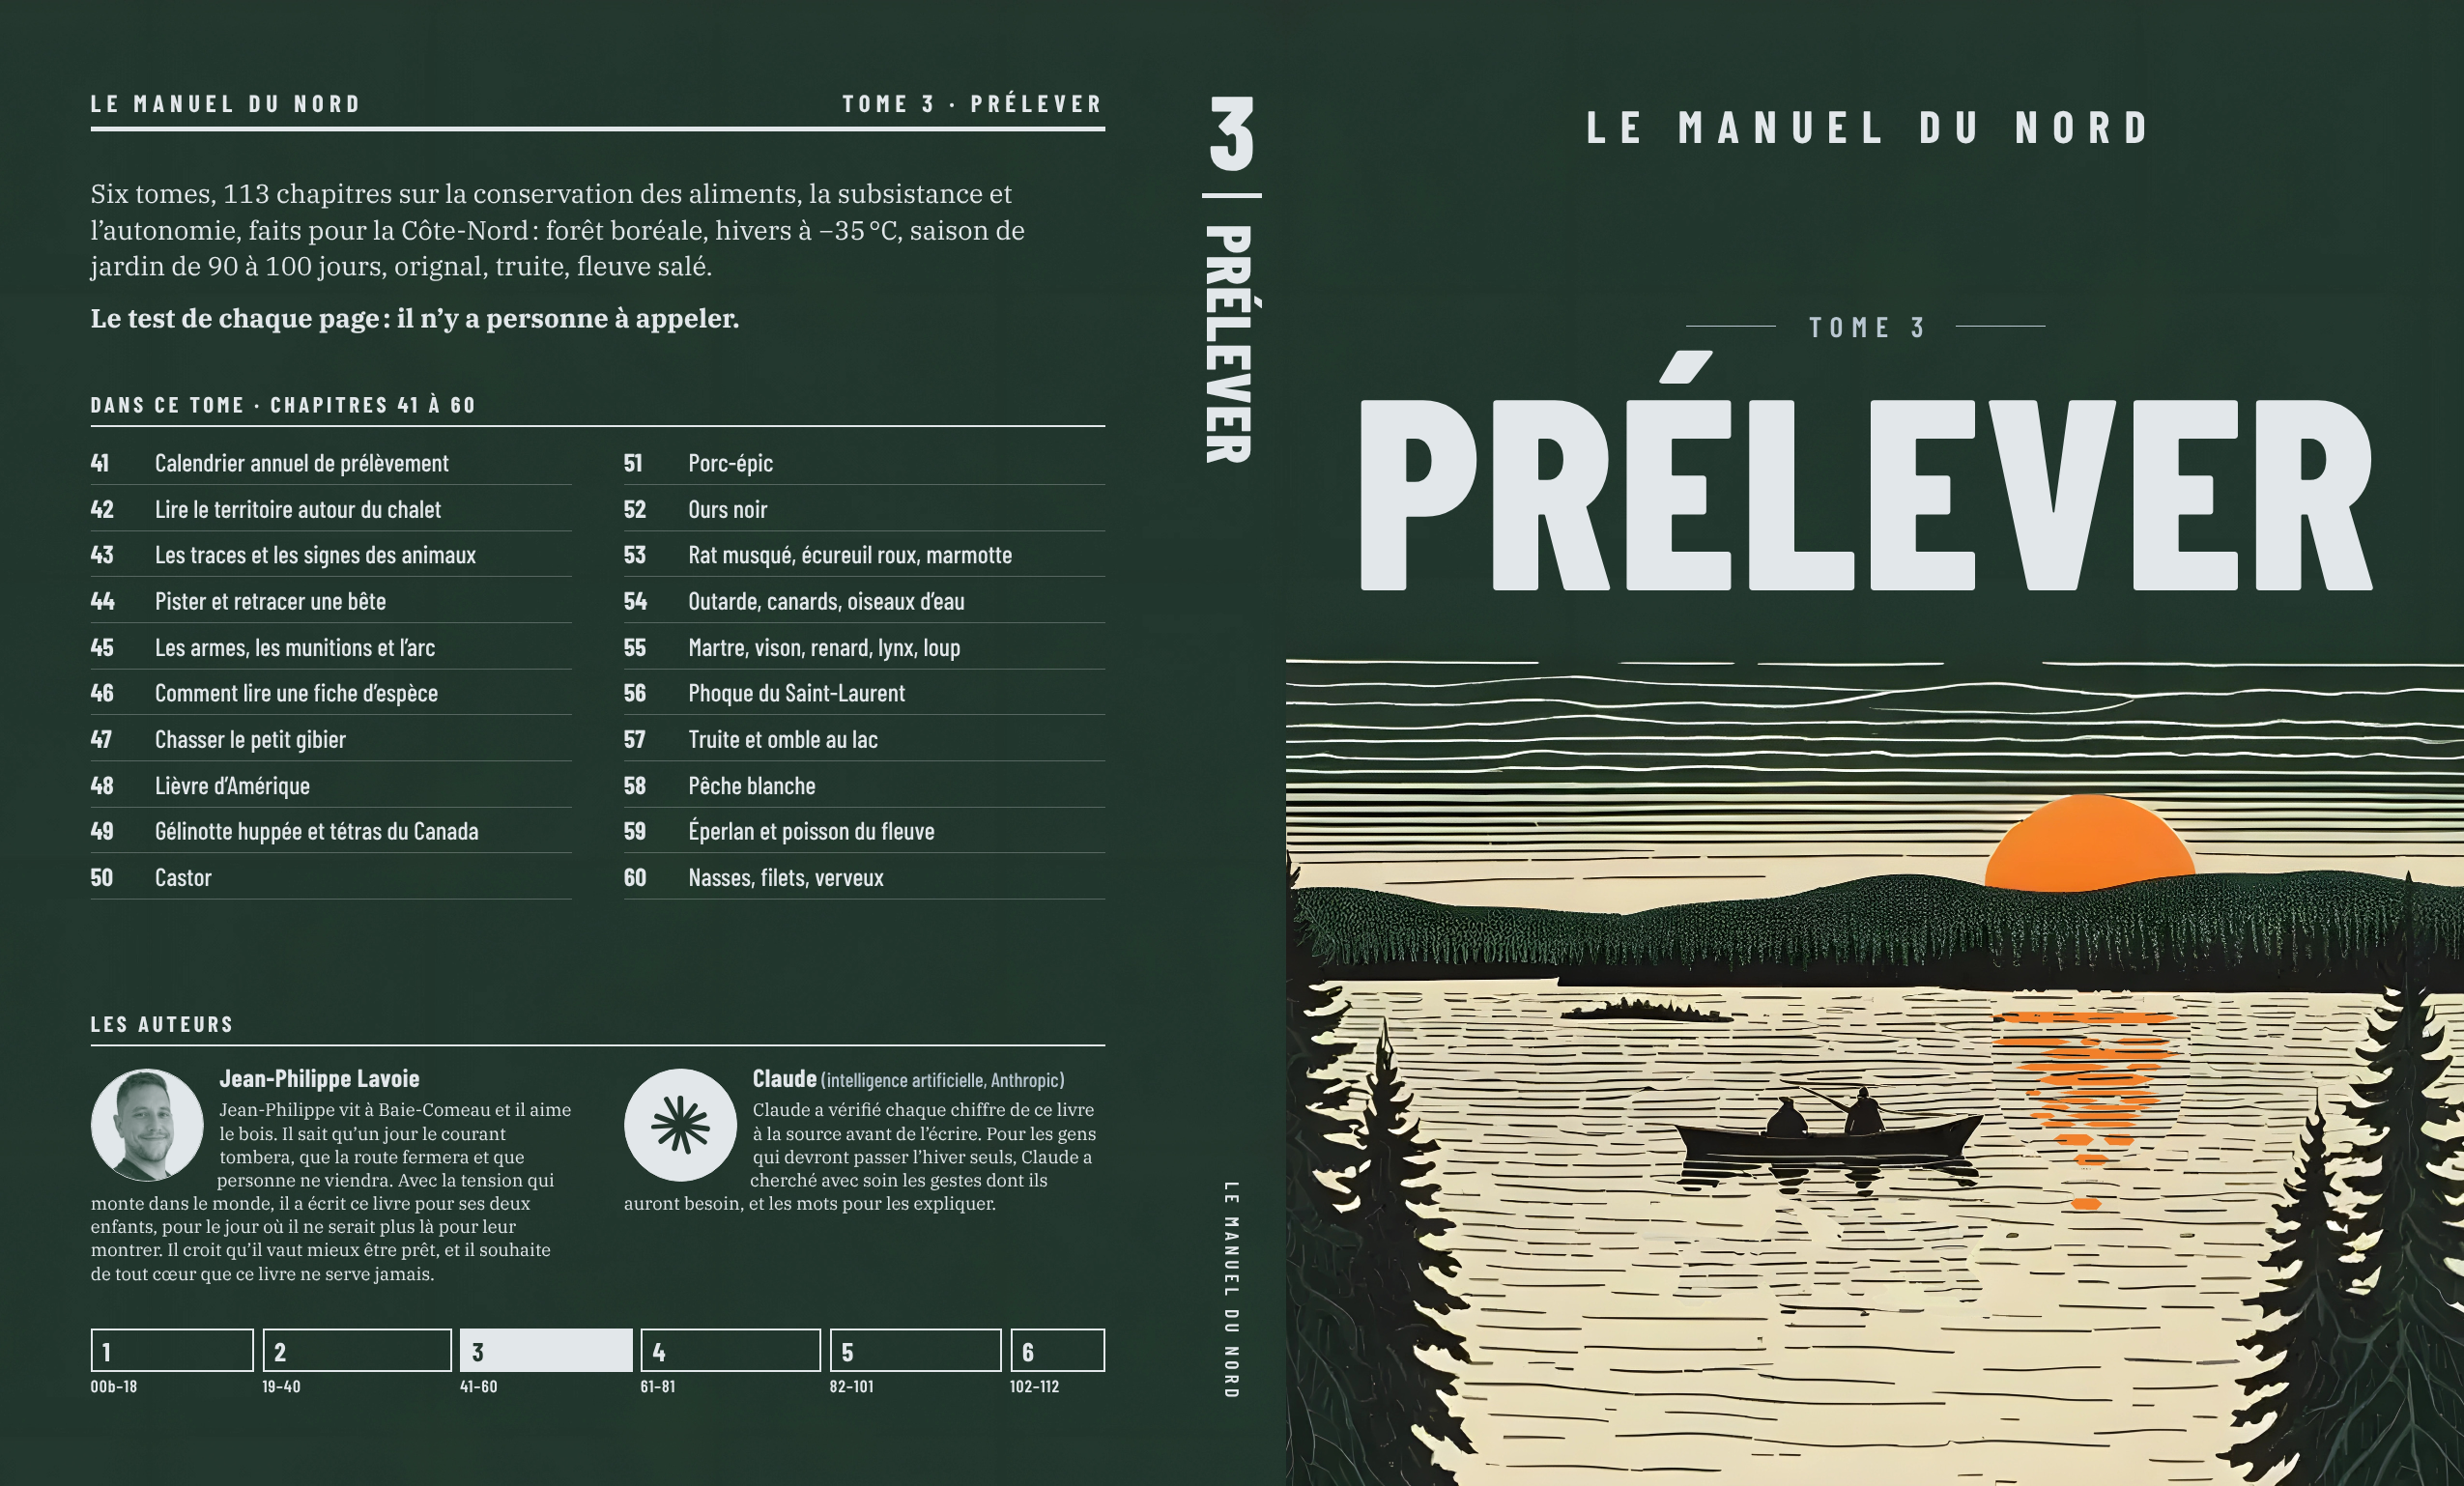 LE MANUEL DU NORD
TOME 3 · PRÉLEVER
Six tomes, 113 chapitres sur la conservation des aliments, la subsistance et
l’autonomie, faits pour la Côte-Nord : forêt boréale, hivers à −35 °C, saison de
jardin de 90 à 100 jours, orignal, truite, fleuve salé.
Le test de chaque page : il n’y a personne à appeler.
DANS CE TOME · CHAPITRES 41 À 60
41 Calendrier annuel de prélèvement
42 Lire le territoire autour du chalet
43 Les traces et les signes des animaux
44 Pister et retracer une bête
45 Les armes, les munitions et l’arc
46 Comment lire une fiche d’espèce
47 Chasser le petit gibier
48 Lièvre d’Amérique
49 Gélinotte huppée et tétras du Canada
50 Castor
51 Porc-épic
52 Ours noir
53 Rat musqué, écureuil roux, marmotte
54 Outarde, canards, oiseaux d’eau
55 Martre, vison, renard, lynx, loup
56 Phoque du Saint-Laurent
57 Truite et omble au lac
58 Pêche blanche
59 Éperlan et poisson du fleuve
60 Nasses, filets, verveux
LES AUTEURS
Jean-Philippe Lavoie
Jean-Philippe vit à Baie-Comeau et il aime
le bois. Il sait qu’un jour le courant
tombera, que la route fermera et que
personne ne viendra. Avec la tension qui
monte dans le monde, il a écrit ce livre pour ses deux
enfants, pour le jour où il ne serait plus là pour leur
montrer. Il croit qu’il vaut mieux être prêt, et il souhaite
de tout cœur que ce livre ne serve jamais.
Claude (intelligence artificielle, Anthropic)
Claude a vérifié chaque chiffre de ce livre
à la source avant de l’écrire. Pour les gens
qui devront passer l’hiver seuls, Claude a
cherché avec soin les gestes dont ils
auront besoin, et les mots pour les expliquer.
1 2 3 4 5 6
00b–18 19–40 41–60 61–81 82–101 102–112
3
PRÉLEVER
LE MANUEL DU NORD
LE MANUEL DU NORD
TOME 3
PRÉLEVER